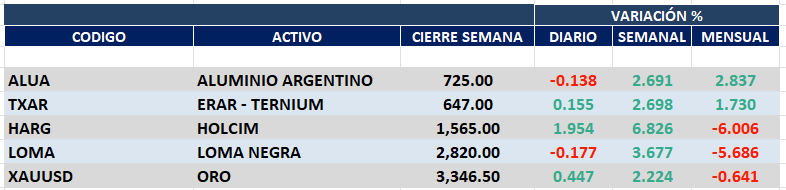 VARIACIÓN %
CODIGO ACTIVO CIERRE SEMANA DIARIO SEMANAL MENSUAL
ALUA ALUMINIO ARGENTINO 725.00 -0.138 2.691 2.837
TXAR ERAR - TERNIUM 647.00 0.155 2.698 1.730
HARG HOLCIM 1,565.00 1.954 6.826 -6.006
LOMA LOMA NEGRA 2,820.00 -0.177 3.677 -5.686
XAUUSD ORO 3,346.50 0.447 2.224 -0.641